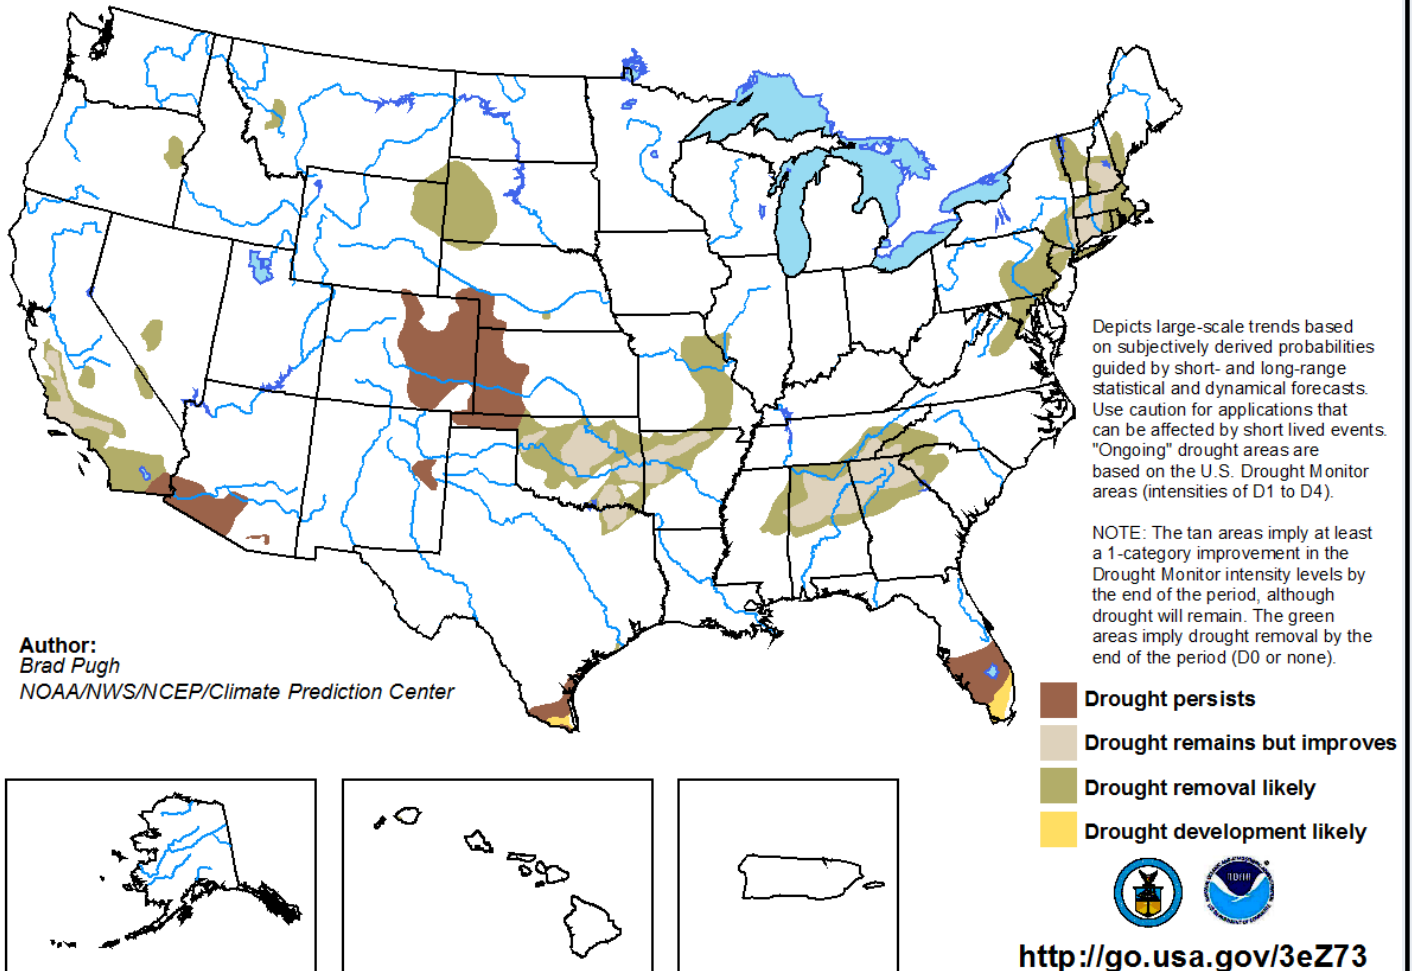 Depicts large-scale trends based
on subjectively derived probabilities
guided by short- and long-range
statistical and dynamical forecasts.
Use caution for applications that
can be affected by short lived events.
"Ongoing" drought areas are
based on the U.S. Drought Monitor
areas (intensities of D1 to D4).
NOTE: The tan areas imply at least
a 1-category improvement in the
Drought Monitor intensity levels by
the end of the period, although
drought will remain. The green
areas imply drought removal by the
end of the period (D0 or none).
Author:
Brad Pugh
NOAA/NWS/NCEP/Climate Prediction Center
Drought persists
Drought remains but improves
Drought removal likely
Drought development likely
http://go.usa.gov/3eZ73